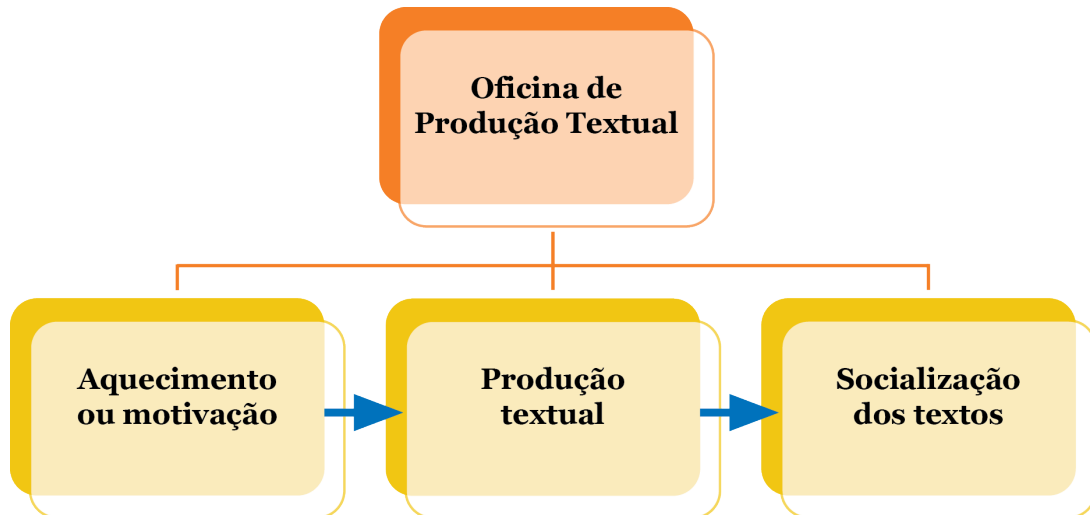 Oficina de
Produção Textual
Aquecimento
ou motivação
Produção
textual
Socialização
dos textos